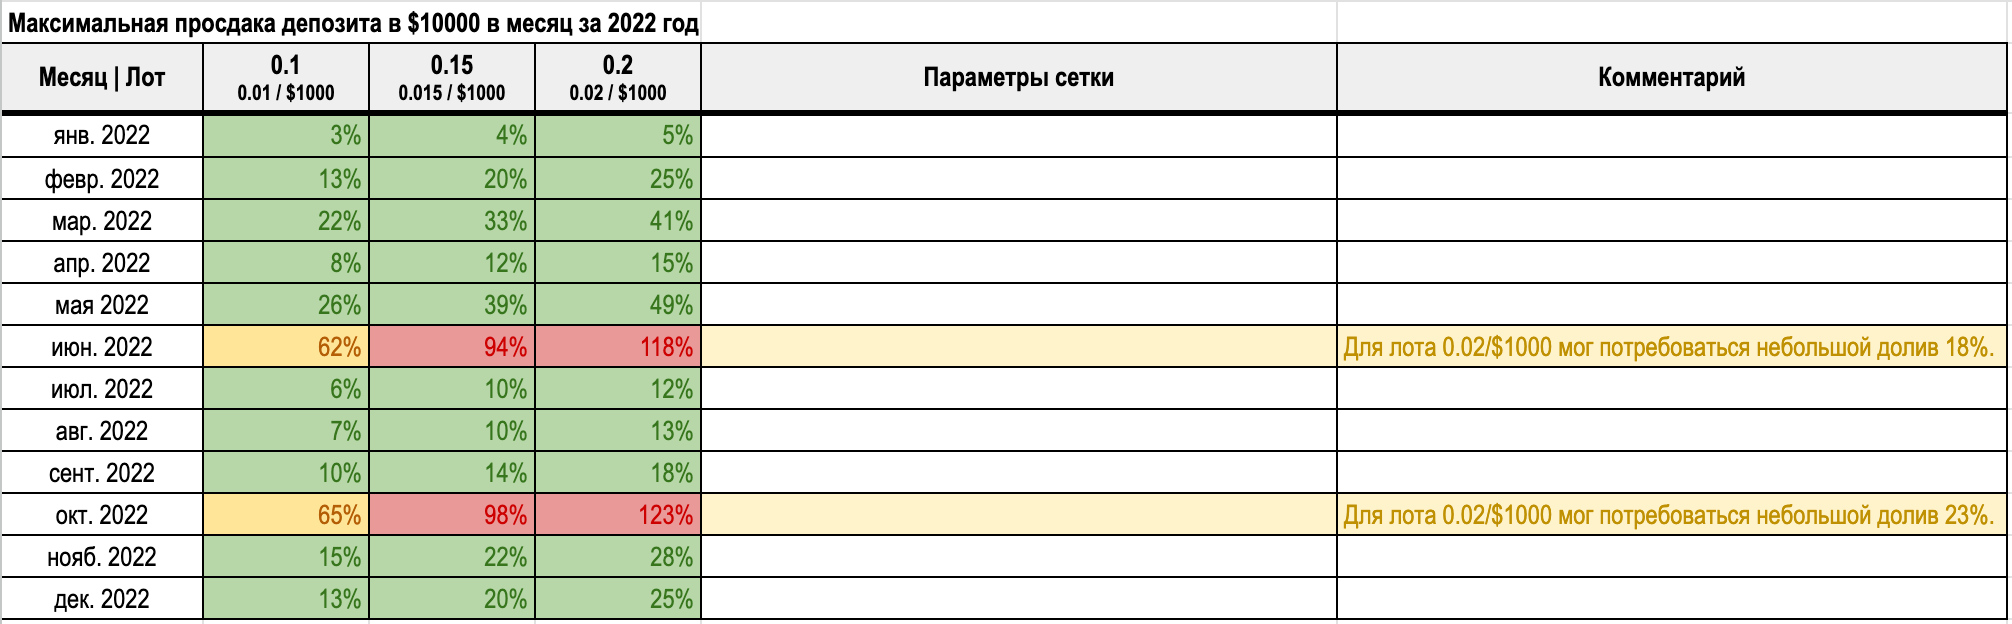 Максимальная просдака депозита в $10000 в месяц за 2022 год
Месяц | Лот 0.1 0.15 0.2 Параметры сетки Комментарий
0.01 / $1000 0.015 / $1000 0.02 / $1000
янв. 2022 3% 4% 5%
февр. 2022 13% 20% 25%
мар. 2022 22% 33% 41%
апр. 2022 8% 12% 15%
мая 2022 26% 39% 49%
июн. 2022 62% 94% 118% Для лота 0.02/$1000 мог потребоваться небольшой долив 18%.
июл. 2022 6% 10% 12%
авг. 2022 7% 10% 13%
сент. 2022 10% 14% 18%
окт. 2022 65% 98% 123% Для лота 0.02/$1000 мог потребоваться небольшой долив 23%.
нояб. 2022 15% 22% 28%
дек. 2022 13% 20% 25%